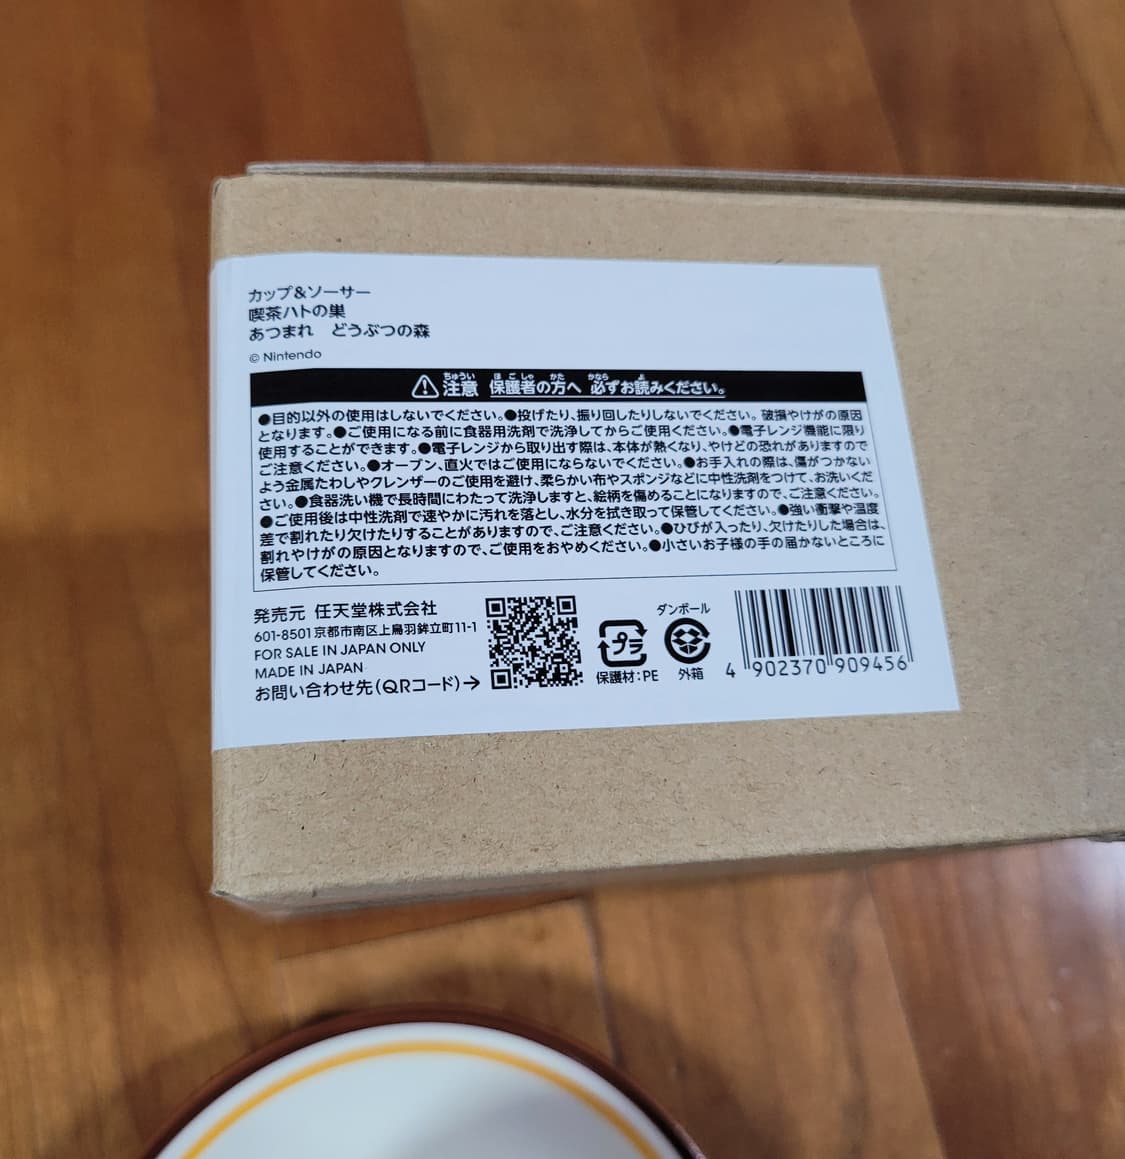 カップ&ソーサー
喫茶ハトの巣
あつまれ　どうぶつの森
© Nintendo
ちゅうい ほごしゃ かた かなら よ
注意 保護者の方へ 必ずお読みください。
●目的以外の使用はしないでください。●投げたり、振り回したりしないでください。破損やけがの原因
となります。●ご使用になる前に食器用洗剤で洗浄してからご使用ください。●電子レンジ機能に限り
使用することができます。●電子レンジから取り出す際は、本体が熱くなり、やけどの恐れがありますので
ご注意ください。●オーブン、直火ではご使用にならないでください。●お手入れの際は、傷がつかない
よう金属たわしやクレンザーのご使用を避け、柔らかい布やスポンジなどに中性洗剤をつけて、お洗いくだ
さい。●食器洗い機で長時間にわたって洗浄しますと、絵柄を傷めることになりますので、ご注意ください。
●ご使用後は中性洗剤で速やかに汚れを落とし、水分を拭き取って保管してください。●強い衝撃や温度
差で割れたり欠けたりすることがありますので、ご注意ください。●ひびが入ったり、欠けたりした場合は、
割れやけがの原因となりますので、ご使用をおやめください。●小さいお子様の手の届かないところに
保管してください。
発売元 任天堂株式会社
601-8501 京都市南区上鳥羽鉾立町11-1
FOR SALE IN JAPAN ONLY
MADE IN JAPAN
お問い合わせ先(QRコード)→
プラ
保護材:PE
ダンボール
外箱
4 902370 909456